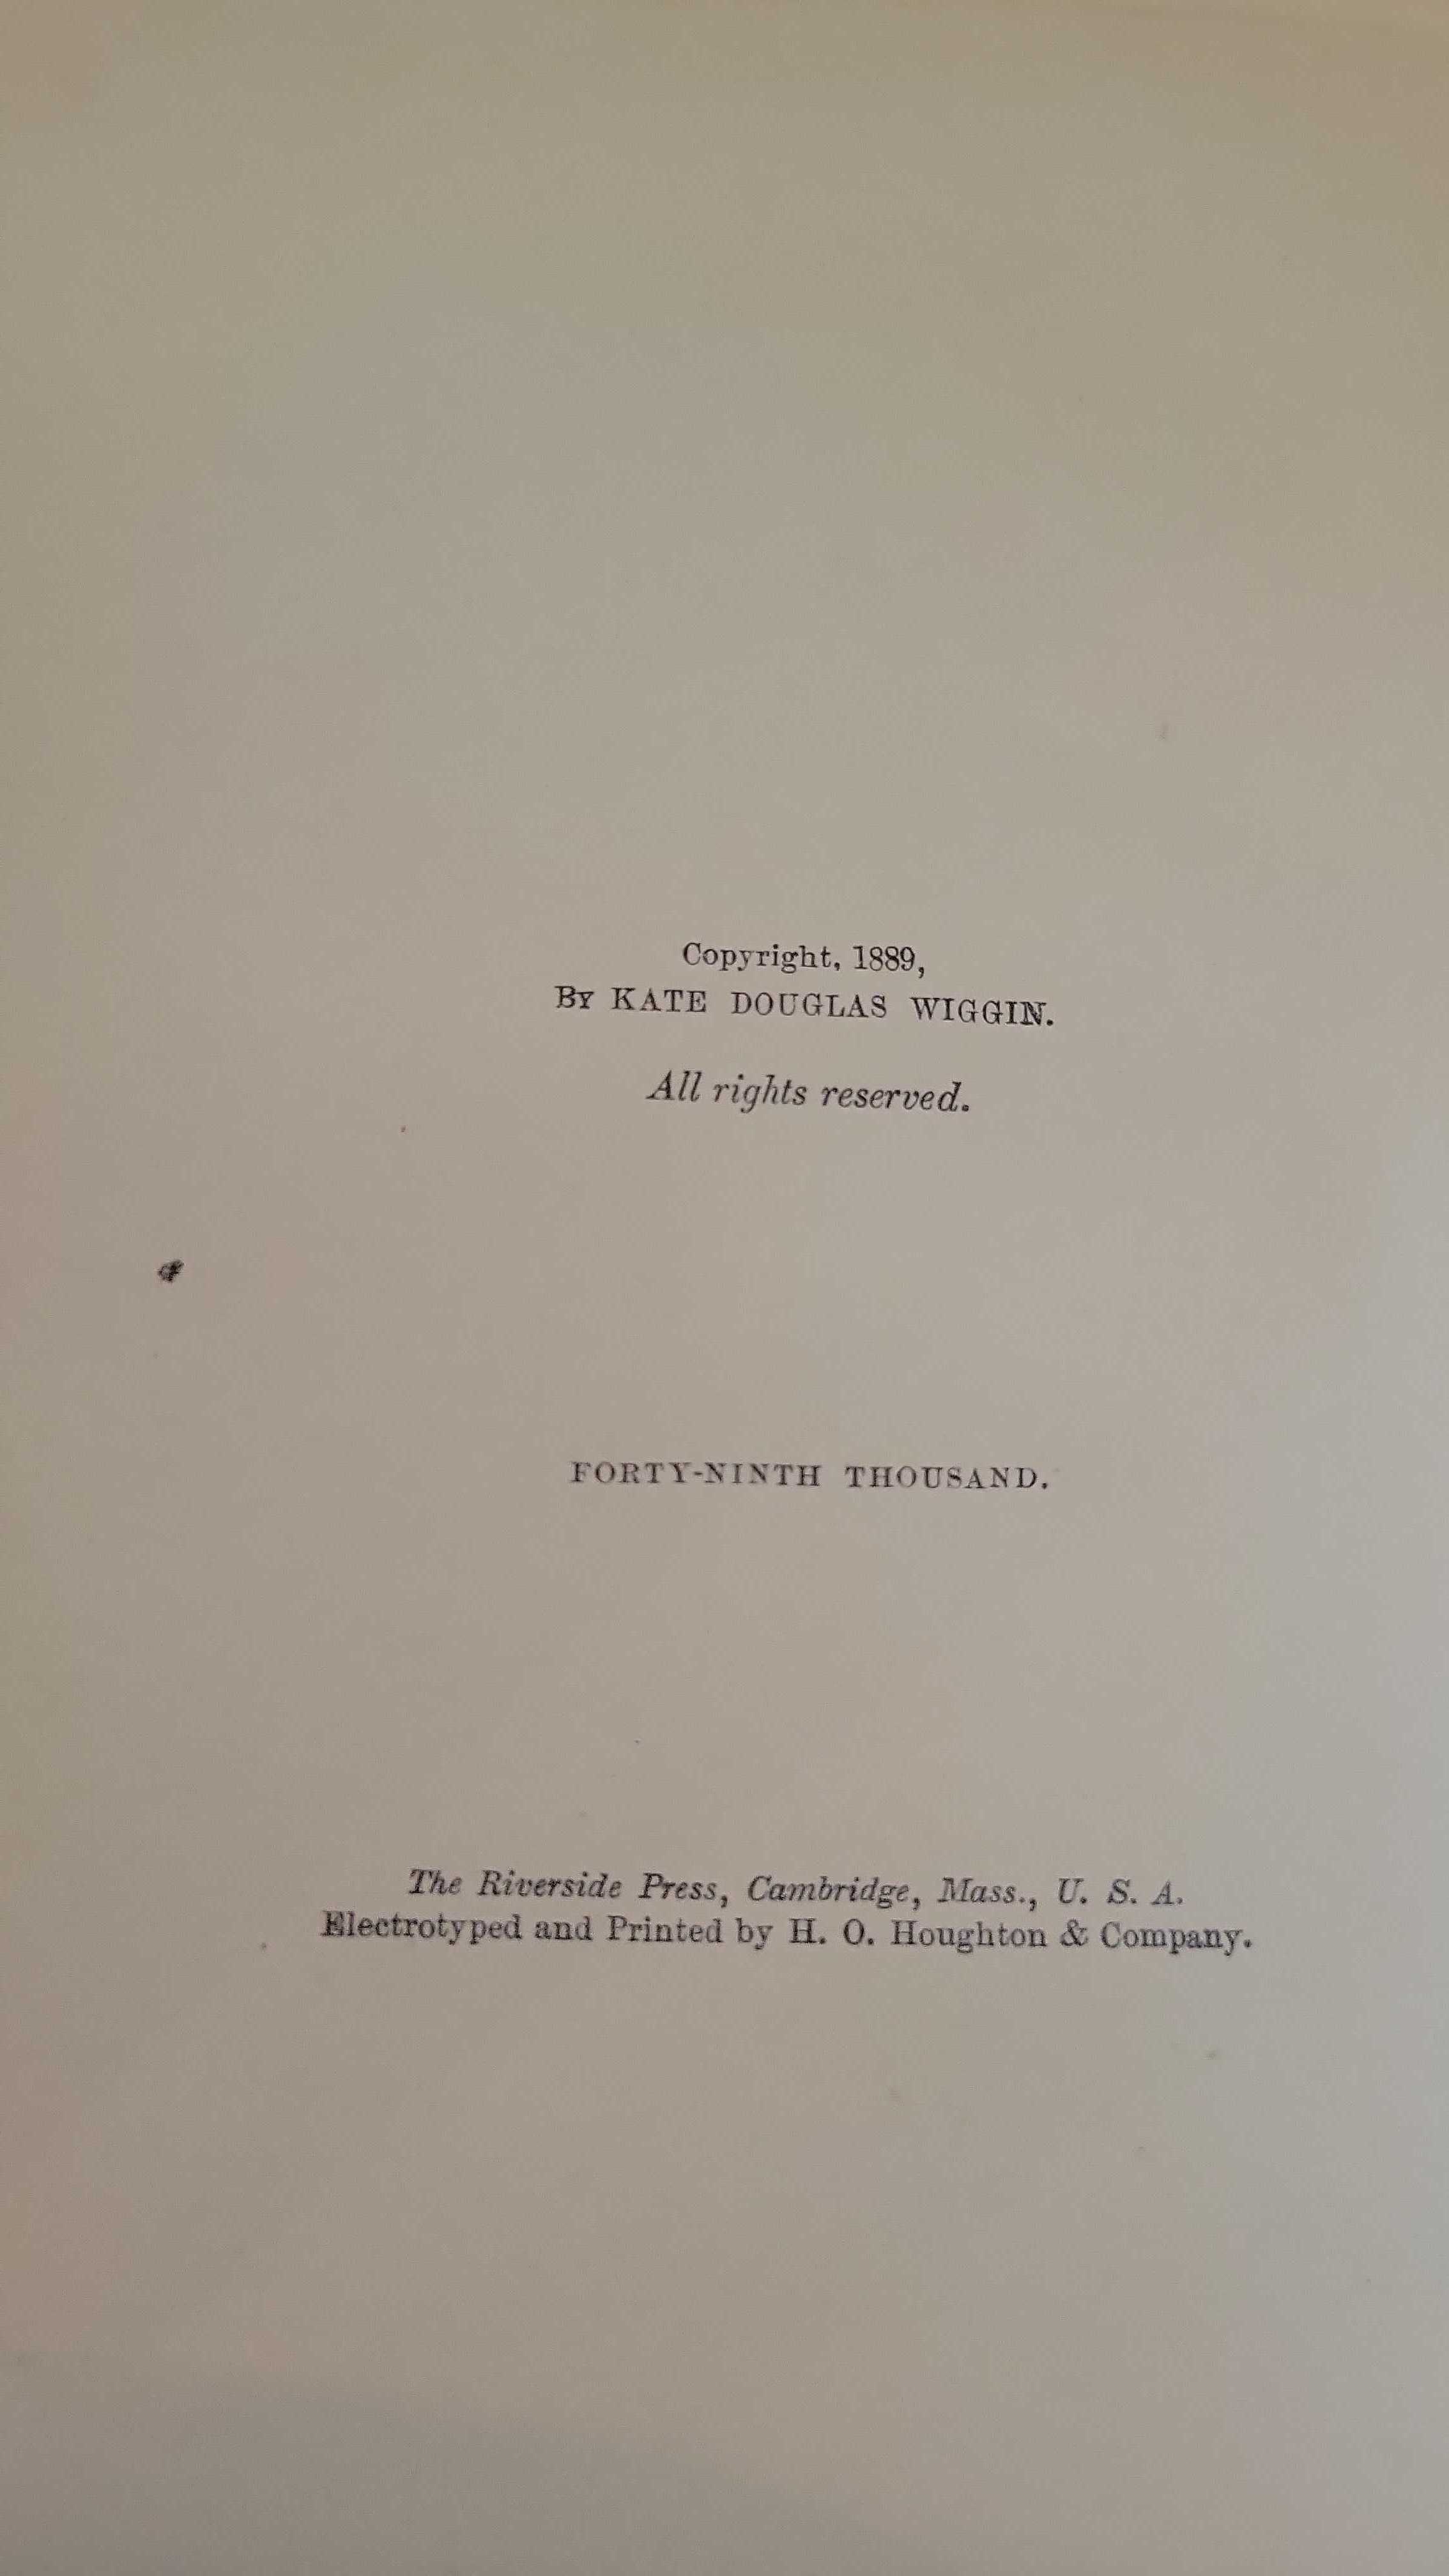 Copyright, 1889,
By KATE DOUGLAS WIGGIN.
All rights reserved.
FORTY-NINTH THOUSAND.
The Riverside Press, Cambridge, Mass., U. S. A.
Electrotyped and Printed by H. O. Houghton & Company.